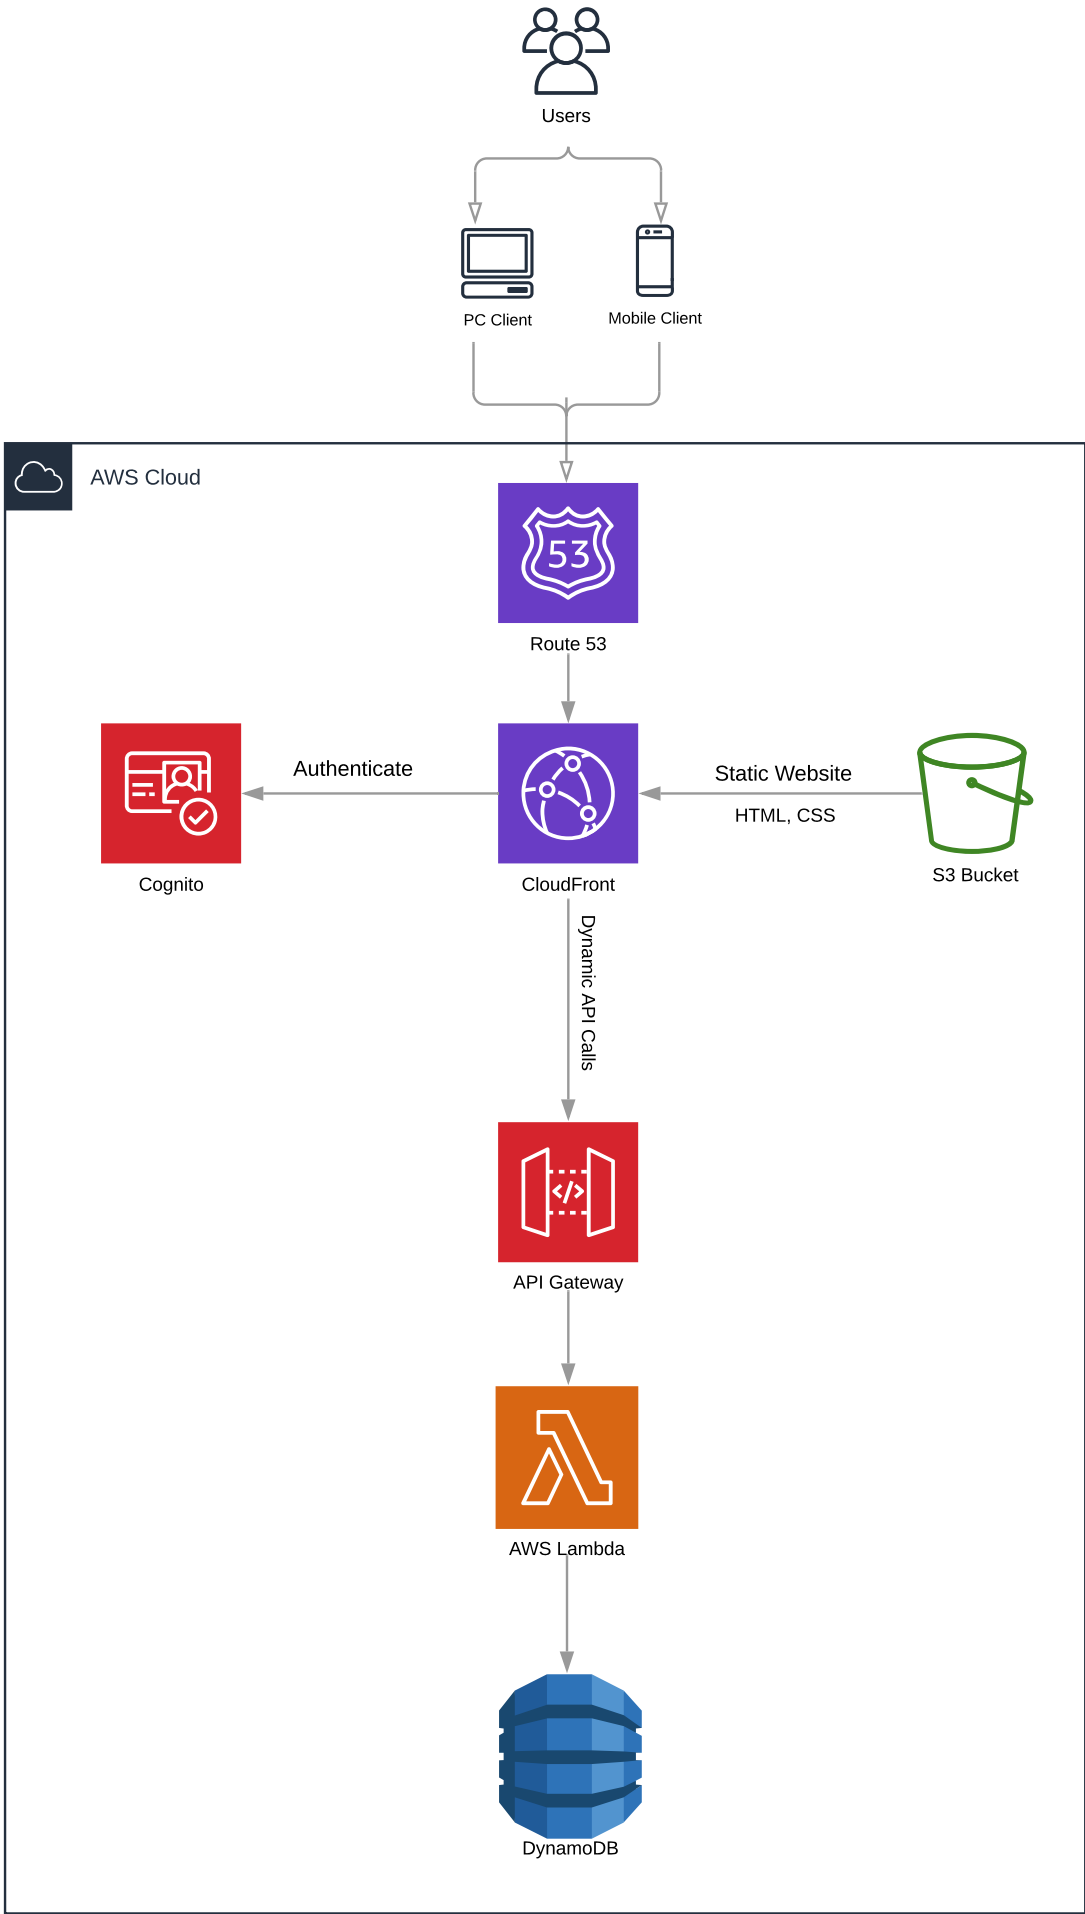 Users
PC Client
Mobile Client
AWS Cloud
53
Route 53
Authenticate
Static Website
HTML, CSS
Cognito
CloudFront
S3 Bucket
Dynamic API Calls
</>
API Gateway
AWS Lambda
DynamoDB